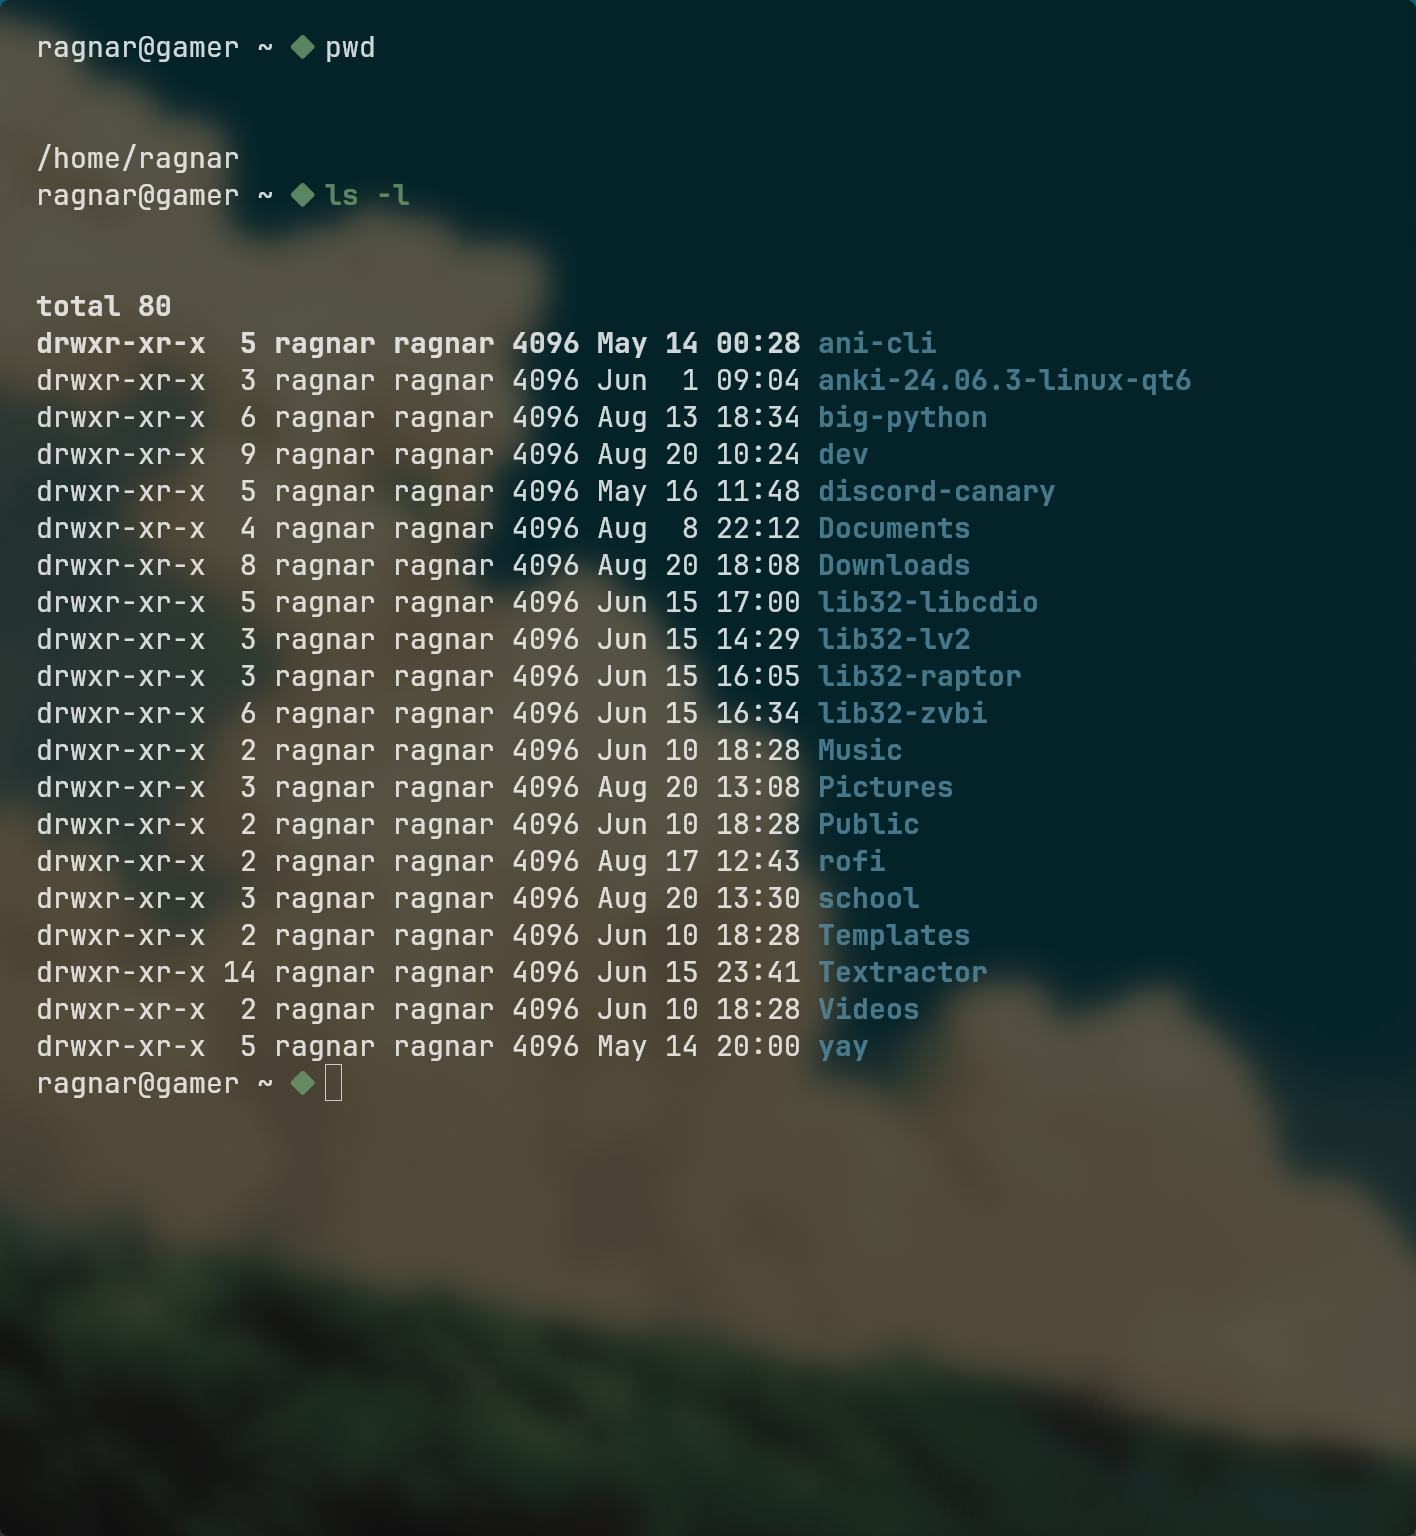 ragnar@gamer ~ ◆ pwd
/home/ragnar
ragnar@gamer ~ ◆ ls -l
total 80
drwxr-xr-x  5 ragnar ragnar 4096 May 14 00:28 ani-cli
drwxr-xr-x  3 ragnar ragnar 4096 Jun  1 09:04 anki-24.06.3-linux-qt6
drwxr-xr-x  6 ragnar ragnar 4096 Aug 13 18:34 big-python
drwxr-xr-x  9 ragnar ragnar 4096 Aug 20 10:24 dev
drwxr-xr-x  5 ragnar ragnar 4096 May 16 11:48 discord-canary
drwxr-xr-x  4 ragnar ragnar 4096 Aug  8 22:12 Documents
drwxr-xr-x  8 ragnar ragnar 4096 Aug 20 18:08 Downloads
drwxr-xr-x  5 ragnar ragnar 4096 Jun 15 17:00 lib32-libcdio
drwxr-xr-x  3 ragnar ragnar 4096 Jun 15 14:29 lib32-lv2
drwxr-xr-x  3 ragnar ragnar 4096 Jun 15 16:05 lib32-raptor
drwxr-xr-x  6 ragnar ragnar 4096 Jun 15 16:34 lib32-zvbi
drwxr-xr-x  2 ragnar ragnar 4096 Jun 10 18:28 Music
drwxr-xr-x  3 ragnar ragnar 4096 Aug 20 13:08 Pictures
drwxr-xr-x  2 ragnar ragnar 4096 Jun 10 18:28 Public
drwxr-xr-x  2 ragnar ragnar 4096 Aug 17 12:43 rofi
drwxr-xr-x  3 ragnar ragnar 4096 Aug 20 13:30 school
drwxr-xr-x  2 ragnar ragnar 4096 Jun 10 18:28 Templates
drwxr-xr-x 14 ragnar ragnar 4096 Jun 15 23:41 Textractor
drwxr-xr-x  2 ragnar ragnar 4096 Jun 10 18:28 Videos
drwxr-xr-x  5 ragnar ragnar 4096 May 14 20:00 yay
ragnar@gamer ~ ◆